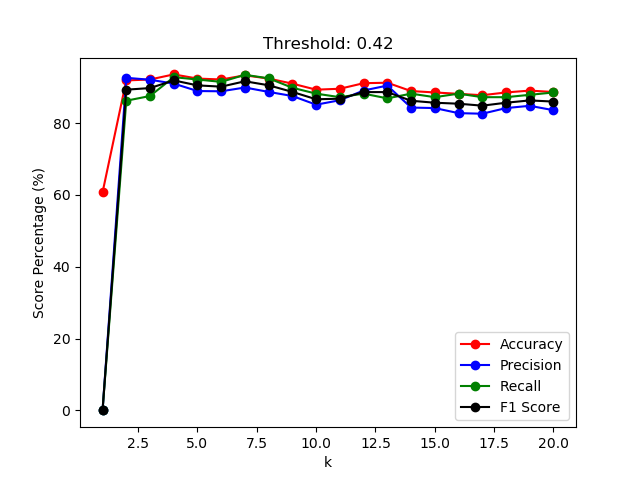 Threshold: 0.42
Score Percentage (%)
80
60
40
20
0
2.5 5.0 7.5 10.0 12.5 15.0 17.5 20.0
k
Accuracy
Precision
Recall
F1 Score